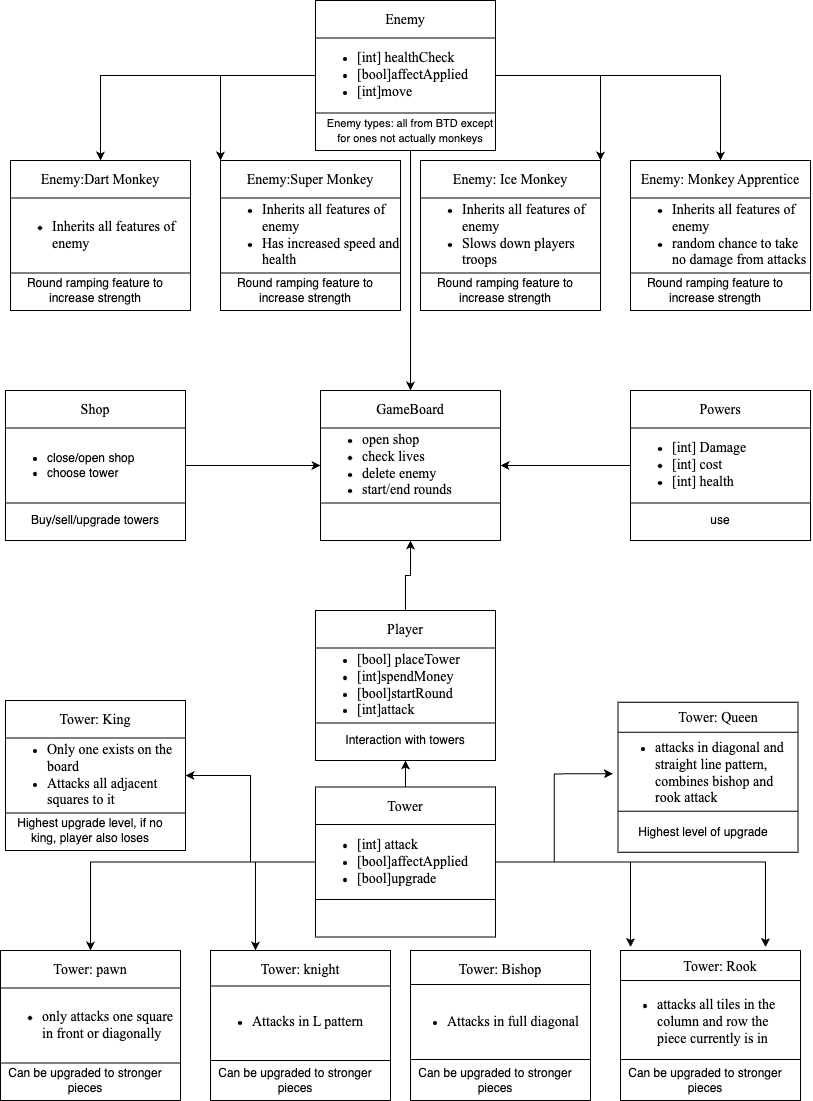 Enemy
[int] healthCheck
[bool]affectApplied
[int]move
Enemy types: all from BTD except
for ones not actually monkeys
Enemy:Dart Monkey
Inherits all features of
enemy
Round ramping feature to
increase strength
Enemy:Super Monkey
Inherits all features of
enemy
Has increased speed and
health
Round ramping feature to
increase strength
Enemy: Ice Monkey
Inherits all features of
enemy
Slows down players
troops
Round ramping feature to
increase strength
Enemy: Monkey Apprentice
Inherits all features of
enemy
random chance to take
no damage from attacks
Round ramping feature to
increase strength
Shop
close/open shop
choose tower
Buy/sell/upgrade towers
GameBoard
open shop
check lives
delete enemy
start/end rounds
Powers
[int] Damage
[int] cost
[int] health
use
Player
[bool] placeTower
[int]spendMoney
[bool]startRound
[int]attack
Interaction with towers
Tower: King
Only one exists on the
board
Attacks all adjacent
squares to it
Highest upgrade level, if no
king, player also loses
Tower: Queen
attacks in diagonal and
straight line pattern,
combines bishop and
rook attack
Highest level of upgrade
Tower
[int] attack
[bool]affectApplied
[bool]upgrade
Tower: pawn
only attacks one square
in front or diagonally
Can be upgraded to stronger
pieces
Tower: knight
Attacks in L pattern
Can be upgraded to stronger
pieces
Tower: Bishop
Attacks in full diagonal
Can be upgraded to stronger
pieces
Tower: Rook
attacks all tiles in the
column and row the
piece currently is in
Can be upgraded to stronger
pieces